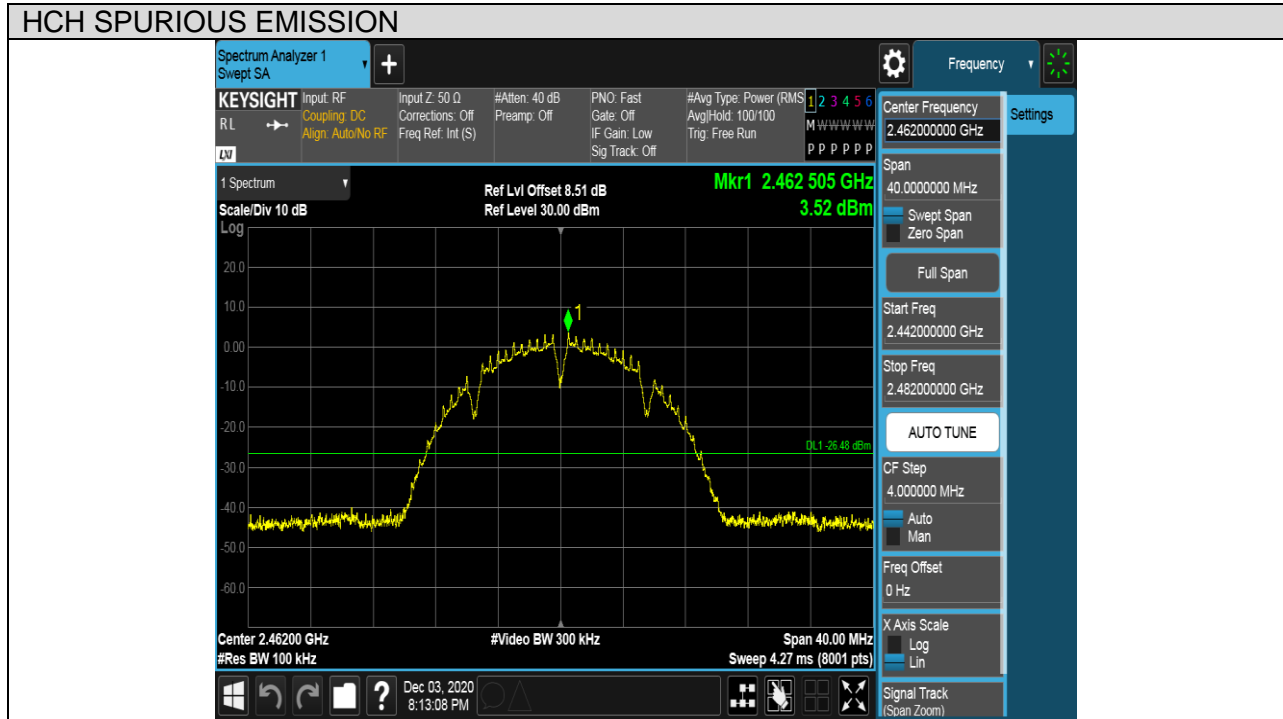 HCH SPURIOUS EMISSION
Spectrum Analyzer 1
Swept SA
+
Frequency
KEYSIGHT
RL
LXI
Input: RF
Coupling: DC
Align: Auto/No RF
Input Z: 50 Ω
Corrections: Off
Freq Ref: Int (S)
#Atten: 40 dB
Preamp: Off
PNO: Fast
Gate: Off
IF Gain: Low
Sig Track: Off
#Avg Type: Power (RMS
Avg|Hold: 100/100
Trig: Free Run
1 2 3 4 5 6
M W W W W W
P P P P P P
1 Spectrum
Scale/Div 10 dB
Ref Lvl Offset 8.51 dB
Ref Level 30.00 dBm
Mkr1 2.462 505 GHz
3.52 dBm
Log
20.0
10.0
0.00
-10.0
-20.0
-30.0
-40.0
-50.0
-60.0
1
DL1 -26.48 dBm
Center 2.46200 GHz
#Res BW 100 kHz
#Video BW 300 kHz
Span 40.00 MHz
Sweep 4.27 ms (8001 pts)
?
Dec 03, 2020
8:13:08 PM
Center Frequency
2.462000000 GHz
Settings
Span
40.0000000 MHz
Swept Span
Zero Span
Full Span
Start Freq
2.442000000 GHz
Stop Freq
2.482000000 GHz
AUTO TUNE
CF Step
4.000000 MHz
Auto
Man
Freq Offset
0 Hz
X Axis Scale
Log
Lin
Signal Track
(Span Zoom)